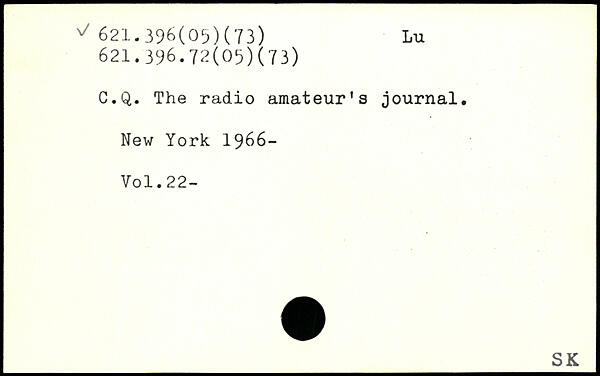 ✓ 621.396(05)(73) Lu
621.396.72(05)(73)
C.Q. The radio amateur's journal.
New York 1966-
Vol.22-
SK